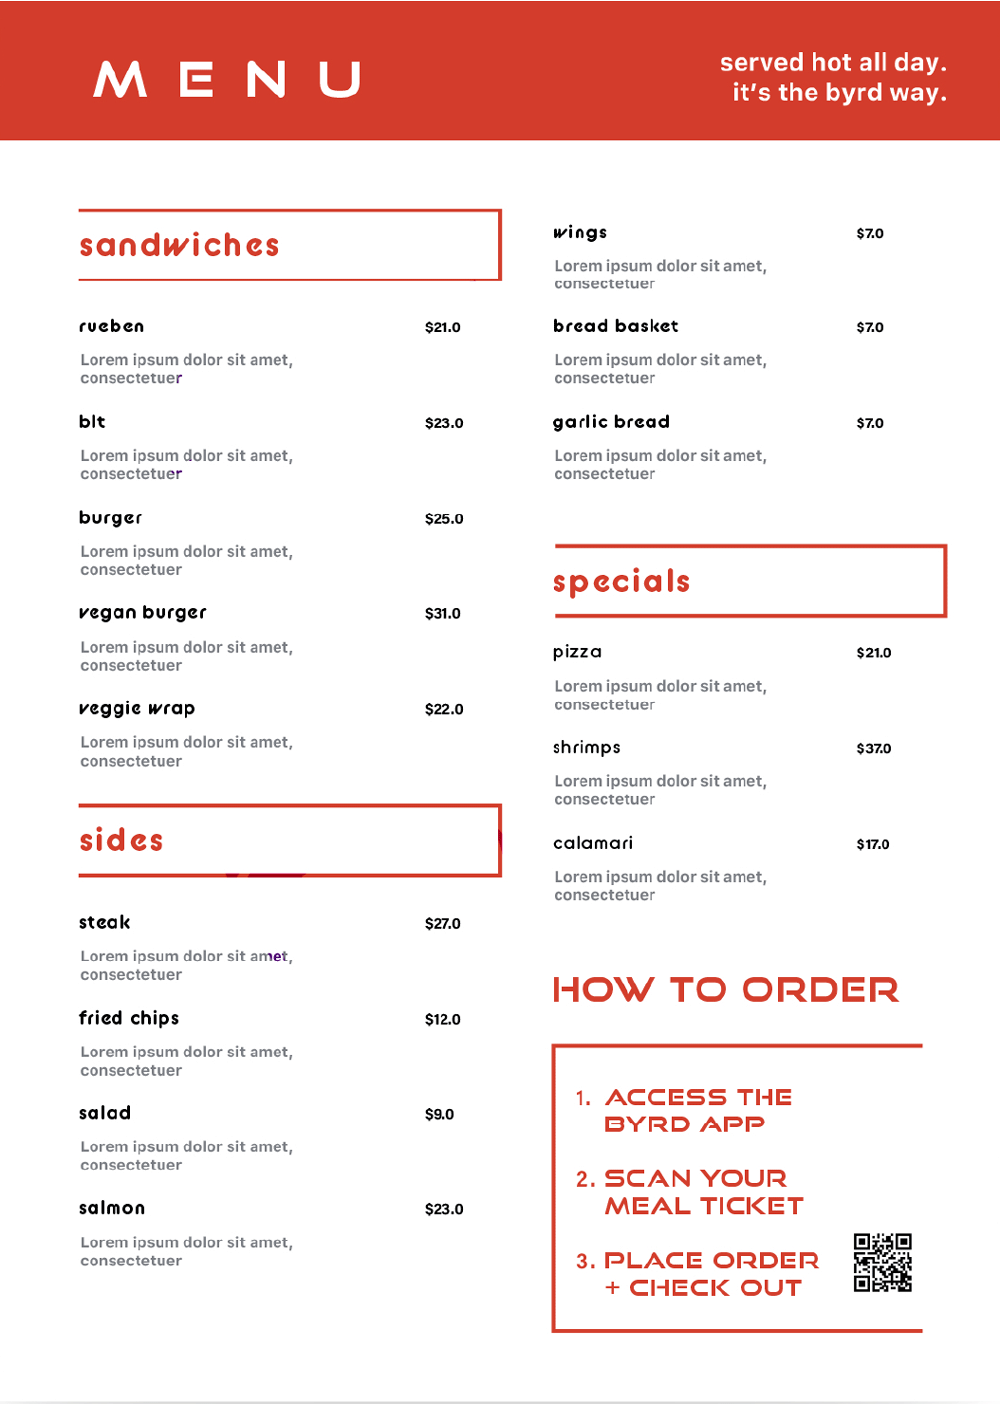 MENU
served hot all day.
it's the byrd way.
sandwiches
rueben $21.0
Lorem ipsum dolor sit amet,
consectetuer
blt $23.0
Lorem ipsum dolor sit amet,
consectetuer
burger $25.0
Lorem ipsum dolor sit amet,
consectetuer
vegan burger $31.0
Lorem ipsum dolor sit amet,
consectetuer
veggie wrap $22.0
Lorem ipsum dolor sit amet,
consectetuer
sides
steak $27.0
Lorem ipsum dolor sit amet,
consectetuer
fried chips $12.0
Lorem ipsum dolor sit amet,
consectetuer
salad $9.0
Lorem ipsum dolor sit amet,
consectetuer
salmon $23.0
Lorem ipsum dolor sit amet,
consectetuer
wings $7.0
Lorem ipsum dolor sit amet,
consectetuer
bread basket $7.0
Lorem ipsum dolor sit amet,
consectetuer
garlic bread $7.0
Lorem ipsum dolor sit amet,
consectetuer
specials
pizza $21.0
Lorem ipsum dolor sit amet,
consectetuer
shrimps $37.0
Lorem ipsum dolor sit amet,
consectetuer
calamari $17.0
Lorem ipsum dolor sit amet,
consectetuer
HOW TO ORDER
1. ACCESS THE
BYRD APP
2. SCAN YOUR
MEAL TICKET
3. PLACE ORDER
+ CHECK OUT